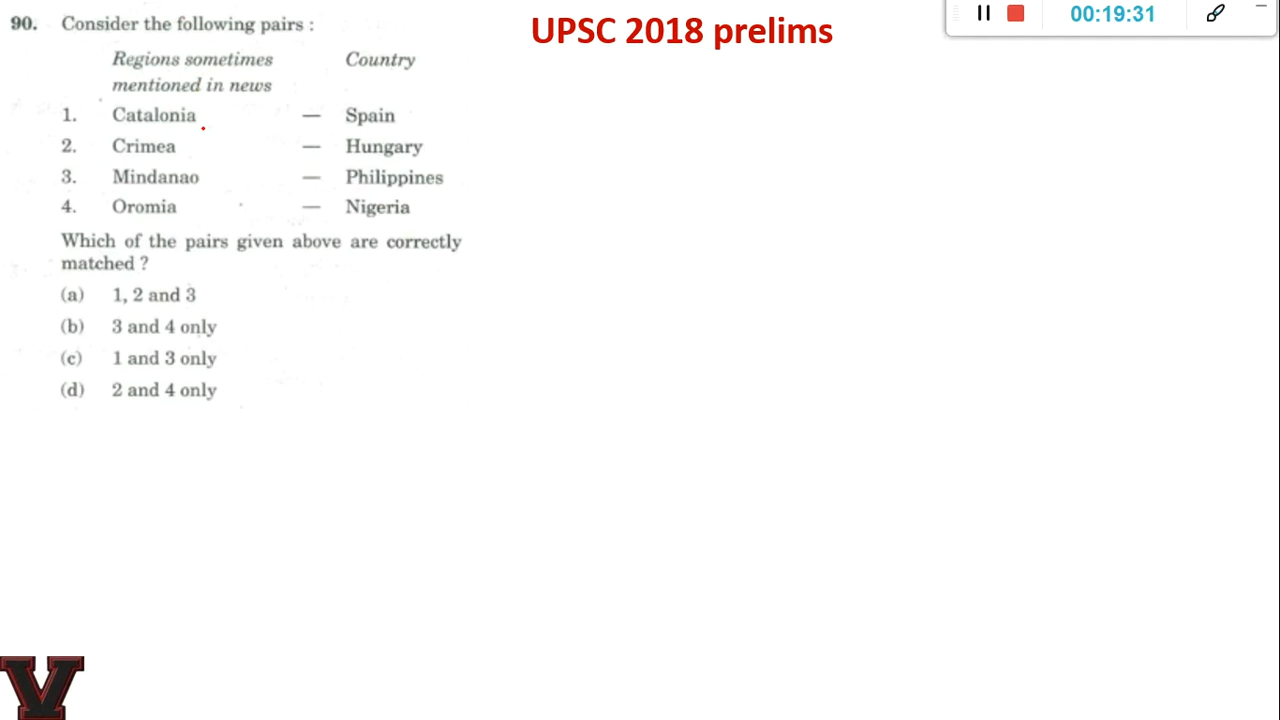 UPSC 2018 prelims
00:19:31
90. Consider the following pairs :
Regions sometimes Country
mentioned in news
1. Catalonia — Spain
2. Crimea — Hungary
3. Mindanao — Philippines
4. Oromia — Nigeria
Which of the pairs given above are correctly
matched ?
(a) 1, 2 and 3
(b) 3 and 4 only
(c) 1 and 3 only
(d) 2 and 4 only
V